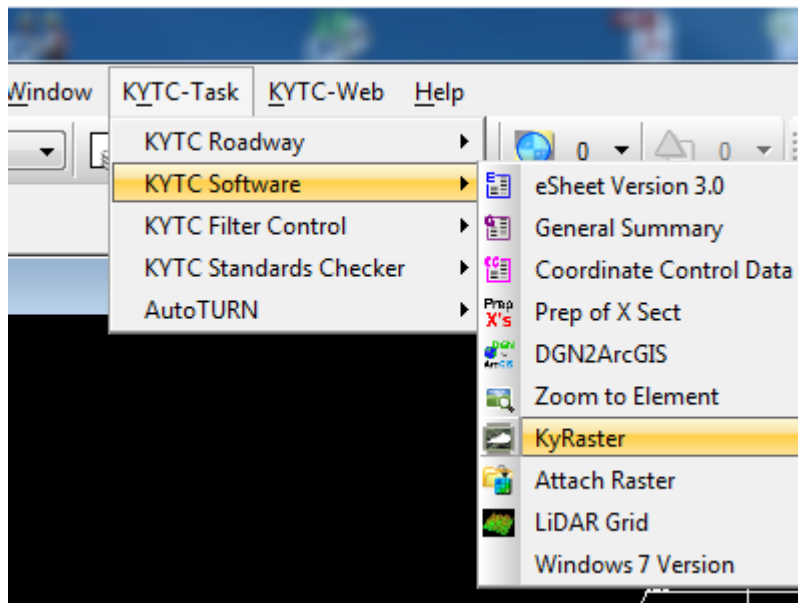 Window KYTC-Task KYTC-Web Help
KYTC Roadway
KYTC Software
KYTC Filter Control
KYTC Standards Checker
AutoTURN
0 0
eSheet Version 3.0
General Summary
Coordinate Control Data
Prep X's Prep of X Sect
DGN ArcGIS DGN2ArcGIS
Zoom to Element
KyRaster
Attach Raster
LiDAR Grid
Windows 7 Version